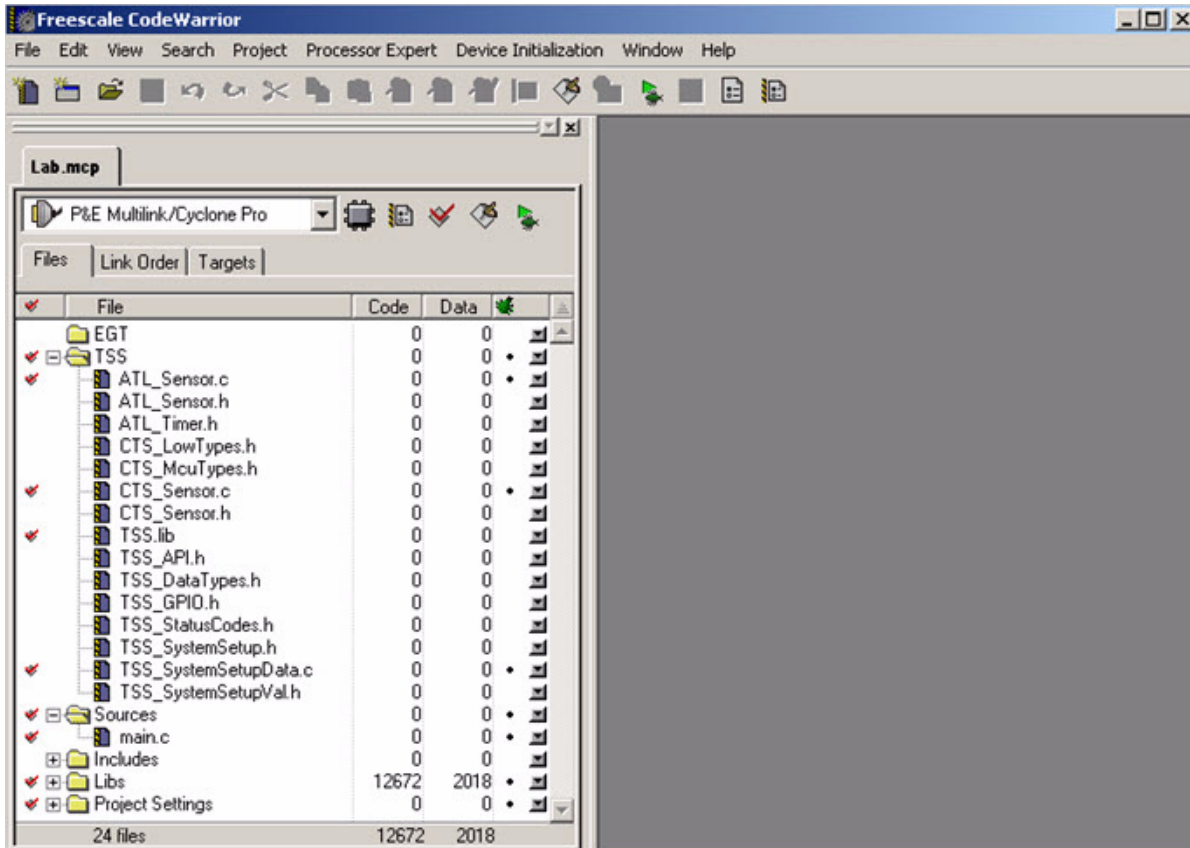 Freescale CodeWarrior
File Edit View Search Project Processor Expert Device Initialization Window Help
Lab.mcp
P&E Multilink/Cyclone Pro
Files Link Order Targets
File Code Data
EGT 0 0
TSS 0 0
ATL_Sensor.c 0 0
ATL_Sensor.h 0 0
ATL_Timer.h 0 0
CTS_LowTypes.h 0 0
CTS_McuTypes.h 0 0
CTS_Sensor.c 0 0
CTS_Sensor.h 0 0
TSS.lib 0 0
TSS_API.h 0 0
TSS_DataTypes.h 0 0
TSS_GPIO.h 0 0
TSS_StatusCodes.h 0 0
TSS_SystemSetup.h 0 0
TSS_SystemSetupData.c 0 0
TSS_SystemSetupVal.h 0 0
Sources 0 0
main.c 0 0
Includes 0 0
Libs 12672 2018
Project Settings 0 0
24 files 12672 2018